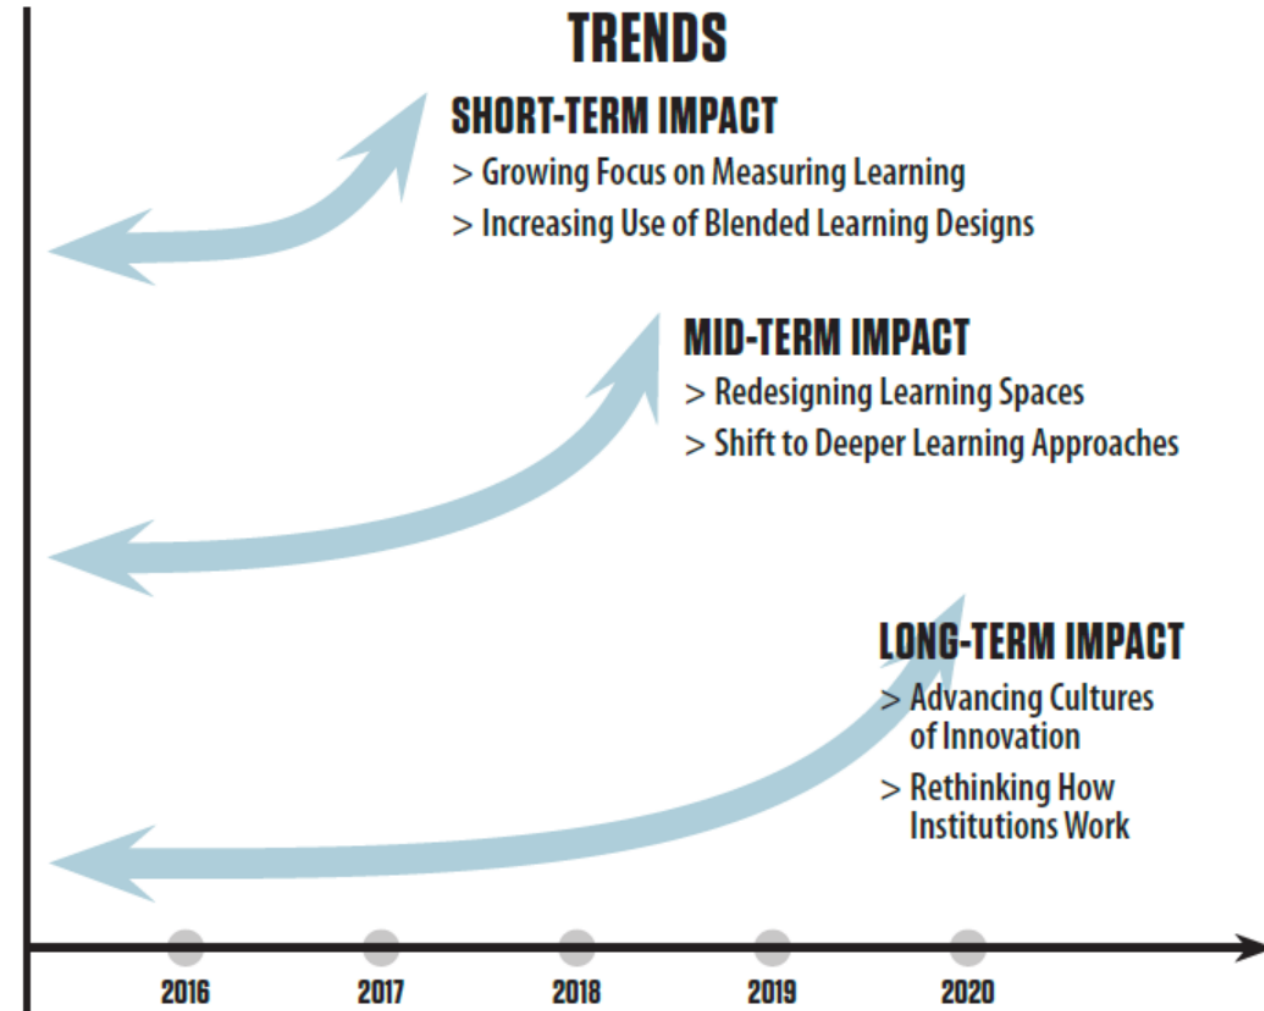 TRENDS
SHORT-TERM IMPACT
> Growing Focus on Measuring Learning
> Increasing Use of Blended Learning Designs
MID-TERM IMPACT
> Redesigning Learning Spaces
> Shift to Deeper Learning Approaches
LONG-TERM IMPACT
> Advancing Cultures
of Innovation
> Rethinking How
Institutions Work
2016 2017 2018 2019 2020